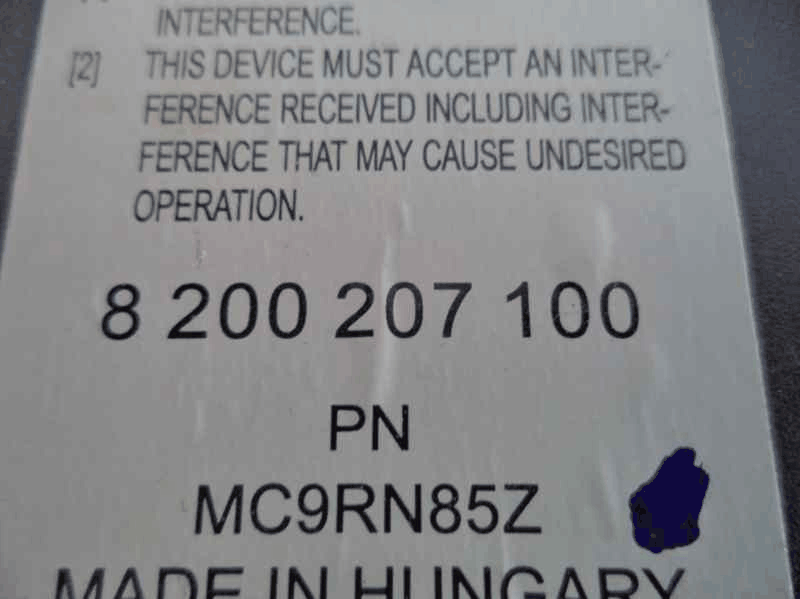 INTERFERENCE.
[2] THIS DEVICE MUST ACCEPT AN INTER-
FERENCE RECEIVED INCLUDING INTER-
FERENCE THAT MAY CAUSE UNDESIRED
OPERATION.
8 200 207 100
PN
MC9RN85Z
MADE IN HUNGARY